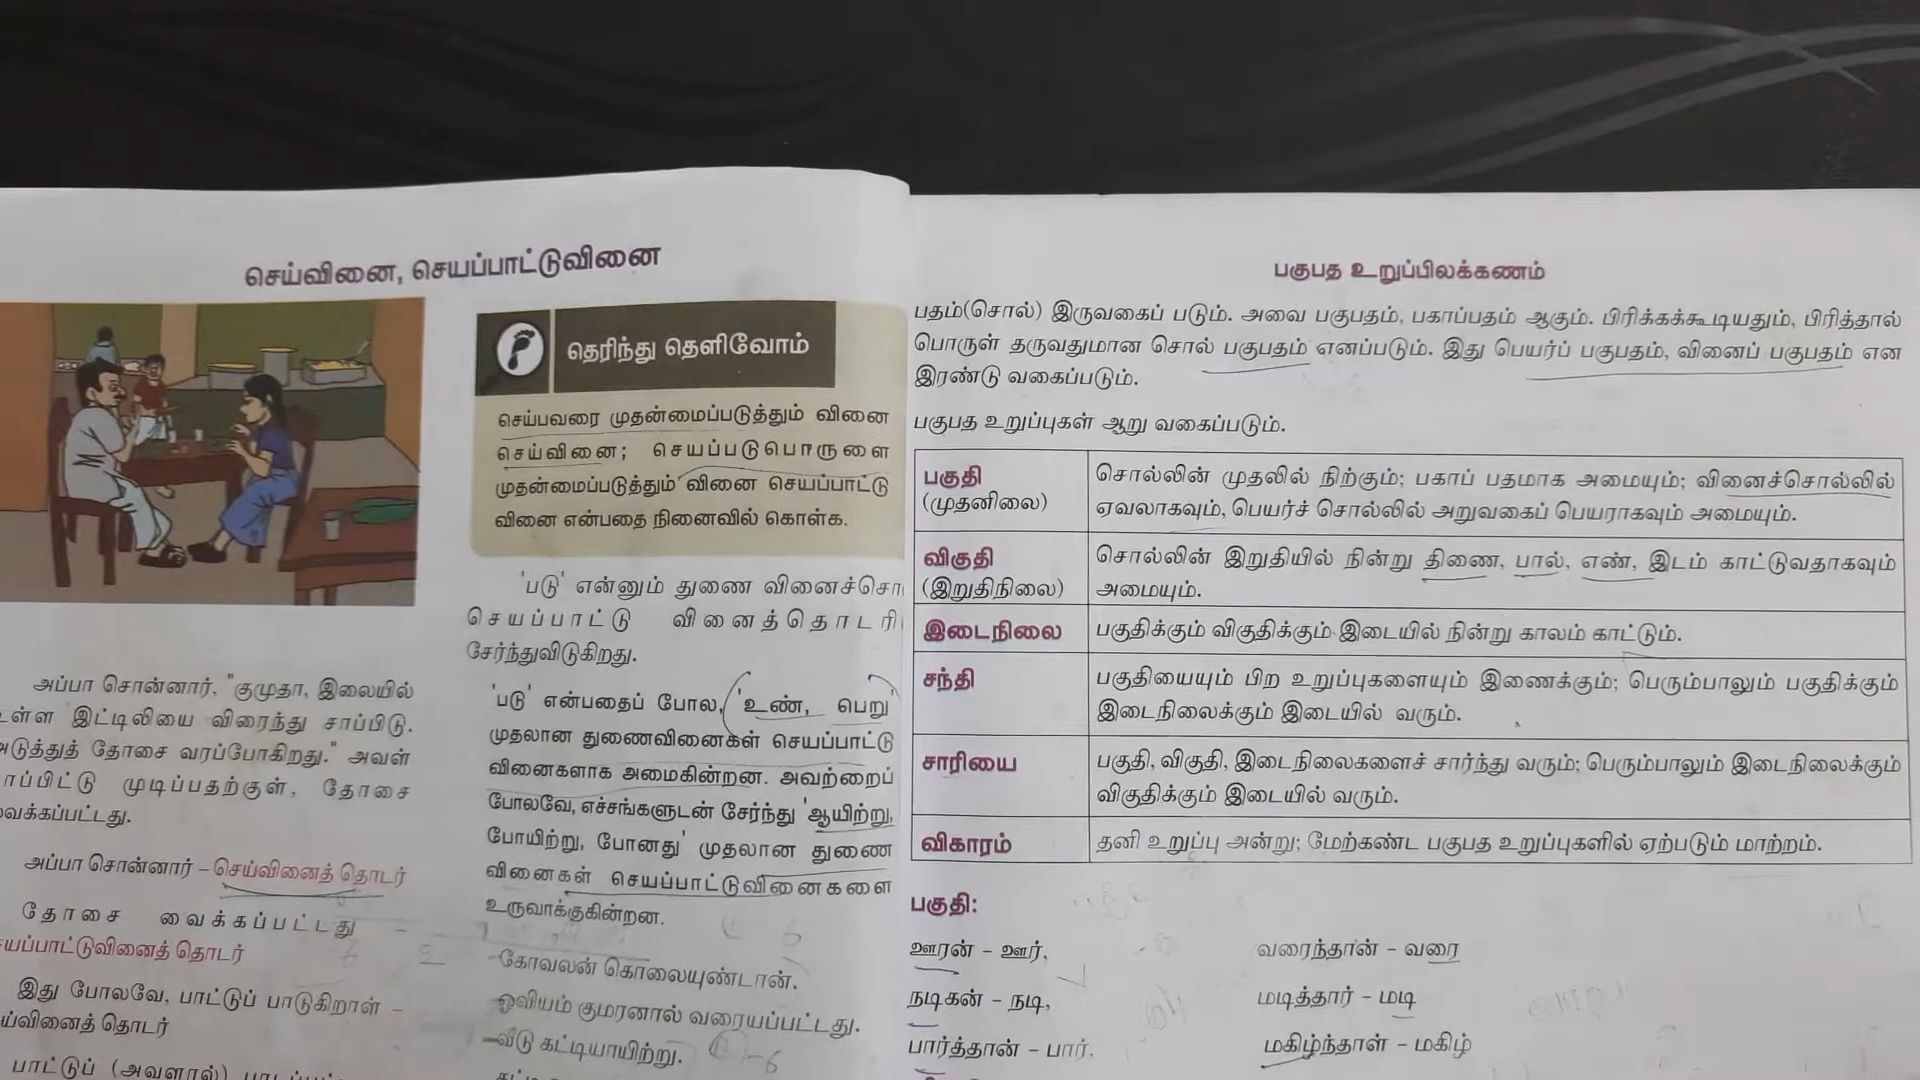 செய்வினை, செயப்பாட்டுவினை
அப்பா சொன்னார், "குமுதா, இலையில்
இட்டிலியை விரைந்து சாப்பிடு.
தோசை வரப்போகிறது." அவள்
முடிப்பதற்குள், தோசை
அப்பா சொன்னார் – செய்வினைத் தொடர்
தோசை வைக்கப்பட்டது –
தொடர்
இது போலவே, பாட்டுப் பாடுகிறாள் –
தொடர்
பாட்டுப் (அவளால்)
தெரிந்து தெளிவோம்
செய்பவரை முதன்மைப்படுத்தும் வினை
செய்வினை; செயப்படுபொருளை
முதன்மைப்படுத்தும் வினை செயப்பாட்டு
வினை என்பதை நினைவில் கொள்க.
'படு' என்னும் துணை
செயப்பாட்டு
சேர்ந்துவிடுகிறது.
'படு' என்பதைப் போல, 'உண், பெறு'
முதலான துணைவினைகள் செயப்பாட்டு
வினைகளாக அமைகின்றன. அவற்றைப்
போலவே, எச்சங்களுடன் சேர்ந்து 'ஆயிற்று,
போயிற்று, போனது' முதலான துணை
வினைகள் செயப்பாட்டுவினைகளை
உருவாக்குகின்றன.
கோவலன் கொலையுண்டான்.
ஓவியம் குமரனால் வரையப்பட்டது.
வீடு கட்டியாயிற்று.
பகுபத உறுப்பிலக்கணம்
பதம்(சொல்) இருவகைப் படும். அவை பகுபதம், பகாப்பதம் ஆகும். பிரிக்கக்கூடியதும், பிரித்தால்
பொருள் தருவதுமான சொல் பகுபதம் எனப்படும். இது பெயர்ப் பகுபதம், வினைப் பகுபதம் என
இரண்டு வகைப்படும்.
பகுபத உறுப்புகள் ஆறு வகைப்படும்.
பகுதி
(முதனிலை)
சொல்லின் முதலில் நிற்கும்; பகாப் பதமாக அமையும்; வினைச்சொல்லில்
ஏவலாகவும், பெயர்ச் சொல்லில் அறுவகைப் பெயராகவும் அமையும்.
விகுதி
(இறுதிநிலை)
சொல்லின் இறுதியில் நின்று திணை, பால், எண், இடம் காட்டுவதாகவும்
அமையும்.
இடைநிலை
பகுதிக்கும் விகுதிக்கும் இடையில் நின்று காலம் காட்டும்.
சந்தி
பகுதியையும் பிற உறுப்புகளையும் இணைக்கும்; பெரும்பாலும் பகுதிக்கும்
இடைநிலைக்கும் இடையில் வரும்.
சாரியை
பகுதி, விகுதி, இடைநிலைகளைச் சார்ந்து வரும்; பெரும்பாலும் இடைநிலைக்கும்
விகுதிக்கும் இடையில் வரும்.
விகாரம்
தனி உறுப்பு அன்று; மேற்கண்ட பகுபத உறுப்புகளில் ஏற்படும் மாற்றம்.
பகுதி:
ஊரன் – ஊர், வரைந்தான் – வரை
நடிகன் – நடி, மடித்தார் – மடி
பார்த்தான் – பார், மகிழ்ந்தாள் – மகிழ்